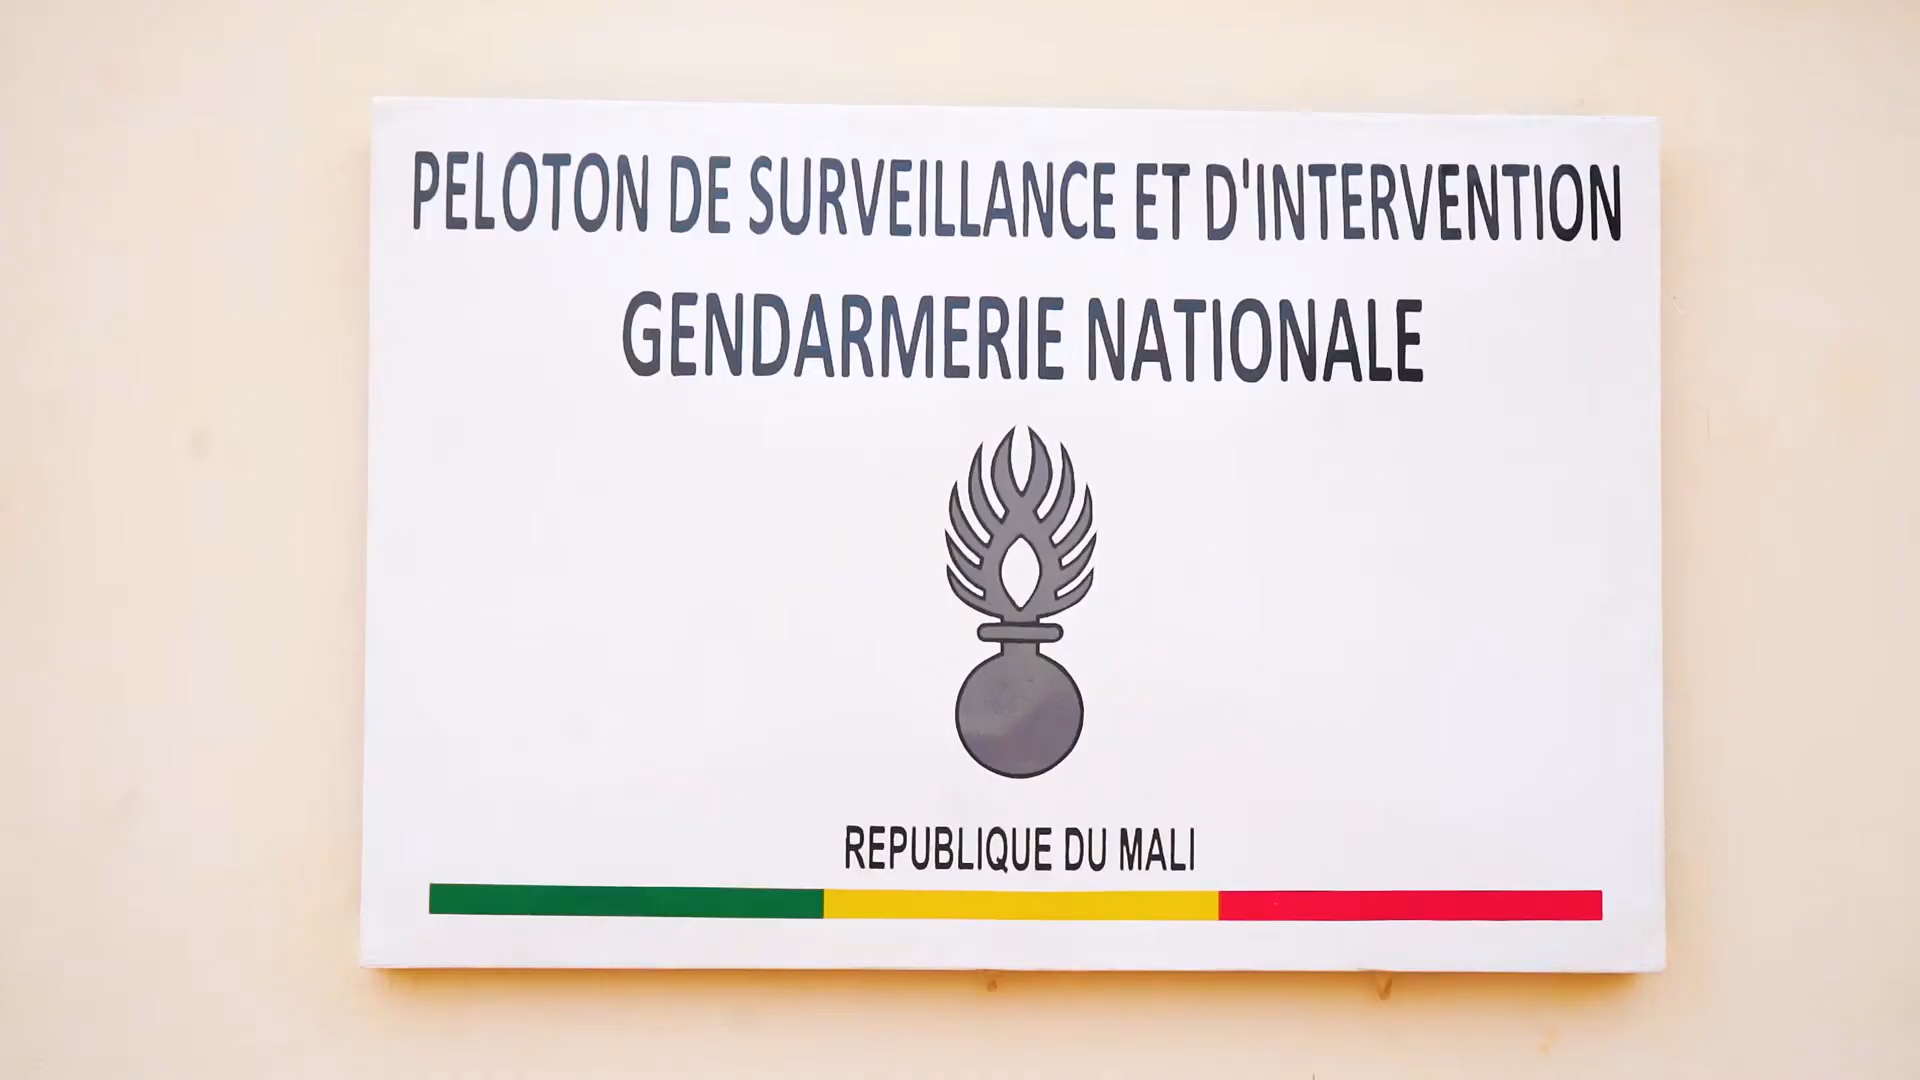 PELOTON DE SURVEILLANCE ET D'INTERVENTION
GENDARMERIE NATIONALE
REPUBLIQUE DU MALI